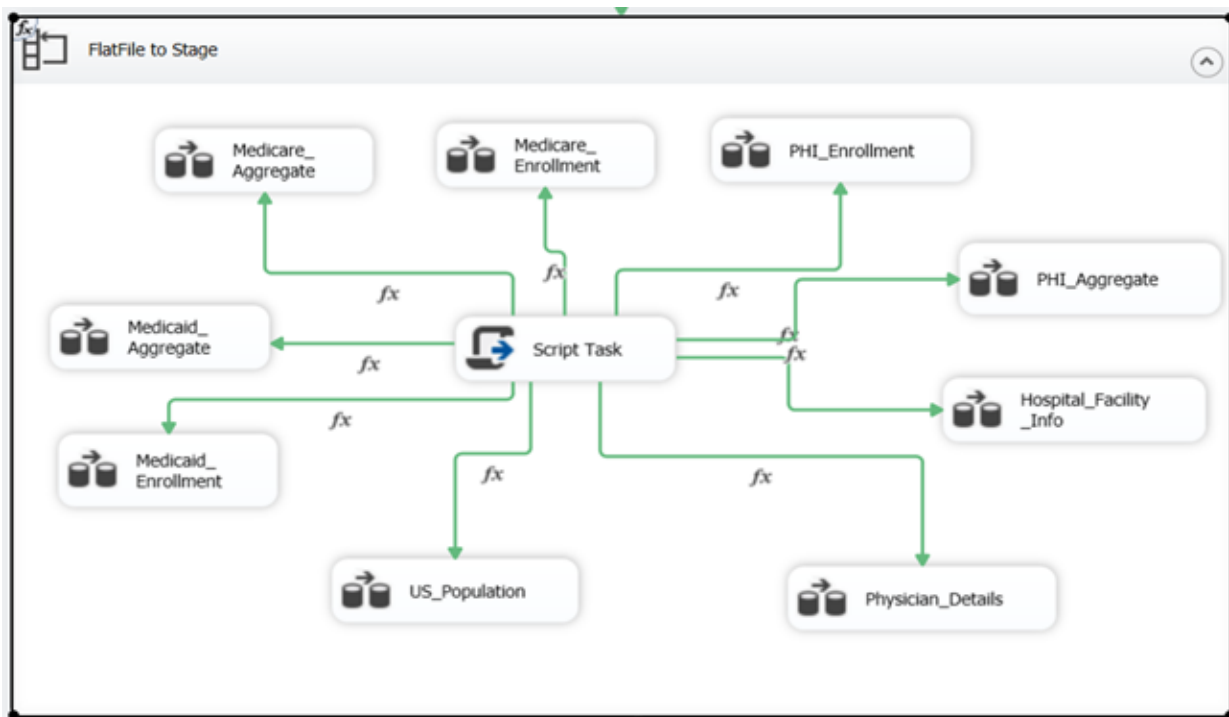 fx
FlatFile to Stage
Medicare_
Aggregate
Medicare_
Enrollment
PHI_Enrollment
fx
fx
fx
PHI_Aggregate
Medicaid_
Aggregate
Script Task
fx
fx
fx
Hospital_Facility
_Info
fx
Medicaid_
Enrollment
fx
fx
US_Population
Physician_Details